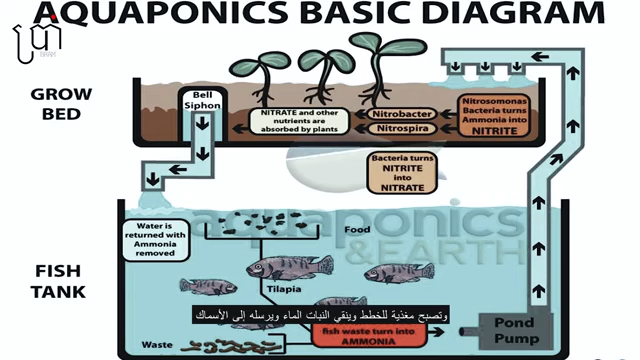 AQUAPONICS BASIC DIAGRAM
GROW
BED
Bell
Siphon
NITRATE and other
nutrients are
absorbed by plants
Nitrobacter
Nitrospira
Nitrosomonas
Bacteria turns
Ammonia into
NITRITE
Bacteria turns
NITRITE
into
NITRATE
aquaponics
& EARTH
Water is
returned with
Ammonia
removed
Food
FISH
TANK
Tilapia
وتصبح مغذية للخطط وينقي النبات الماء ويرسله إلى الأسماك
fish waste turn into
AMMONIA
Waste
Pond
Pump